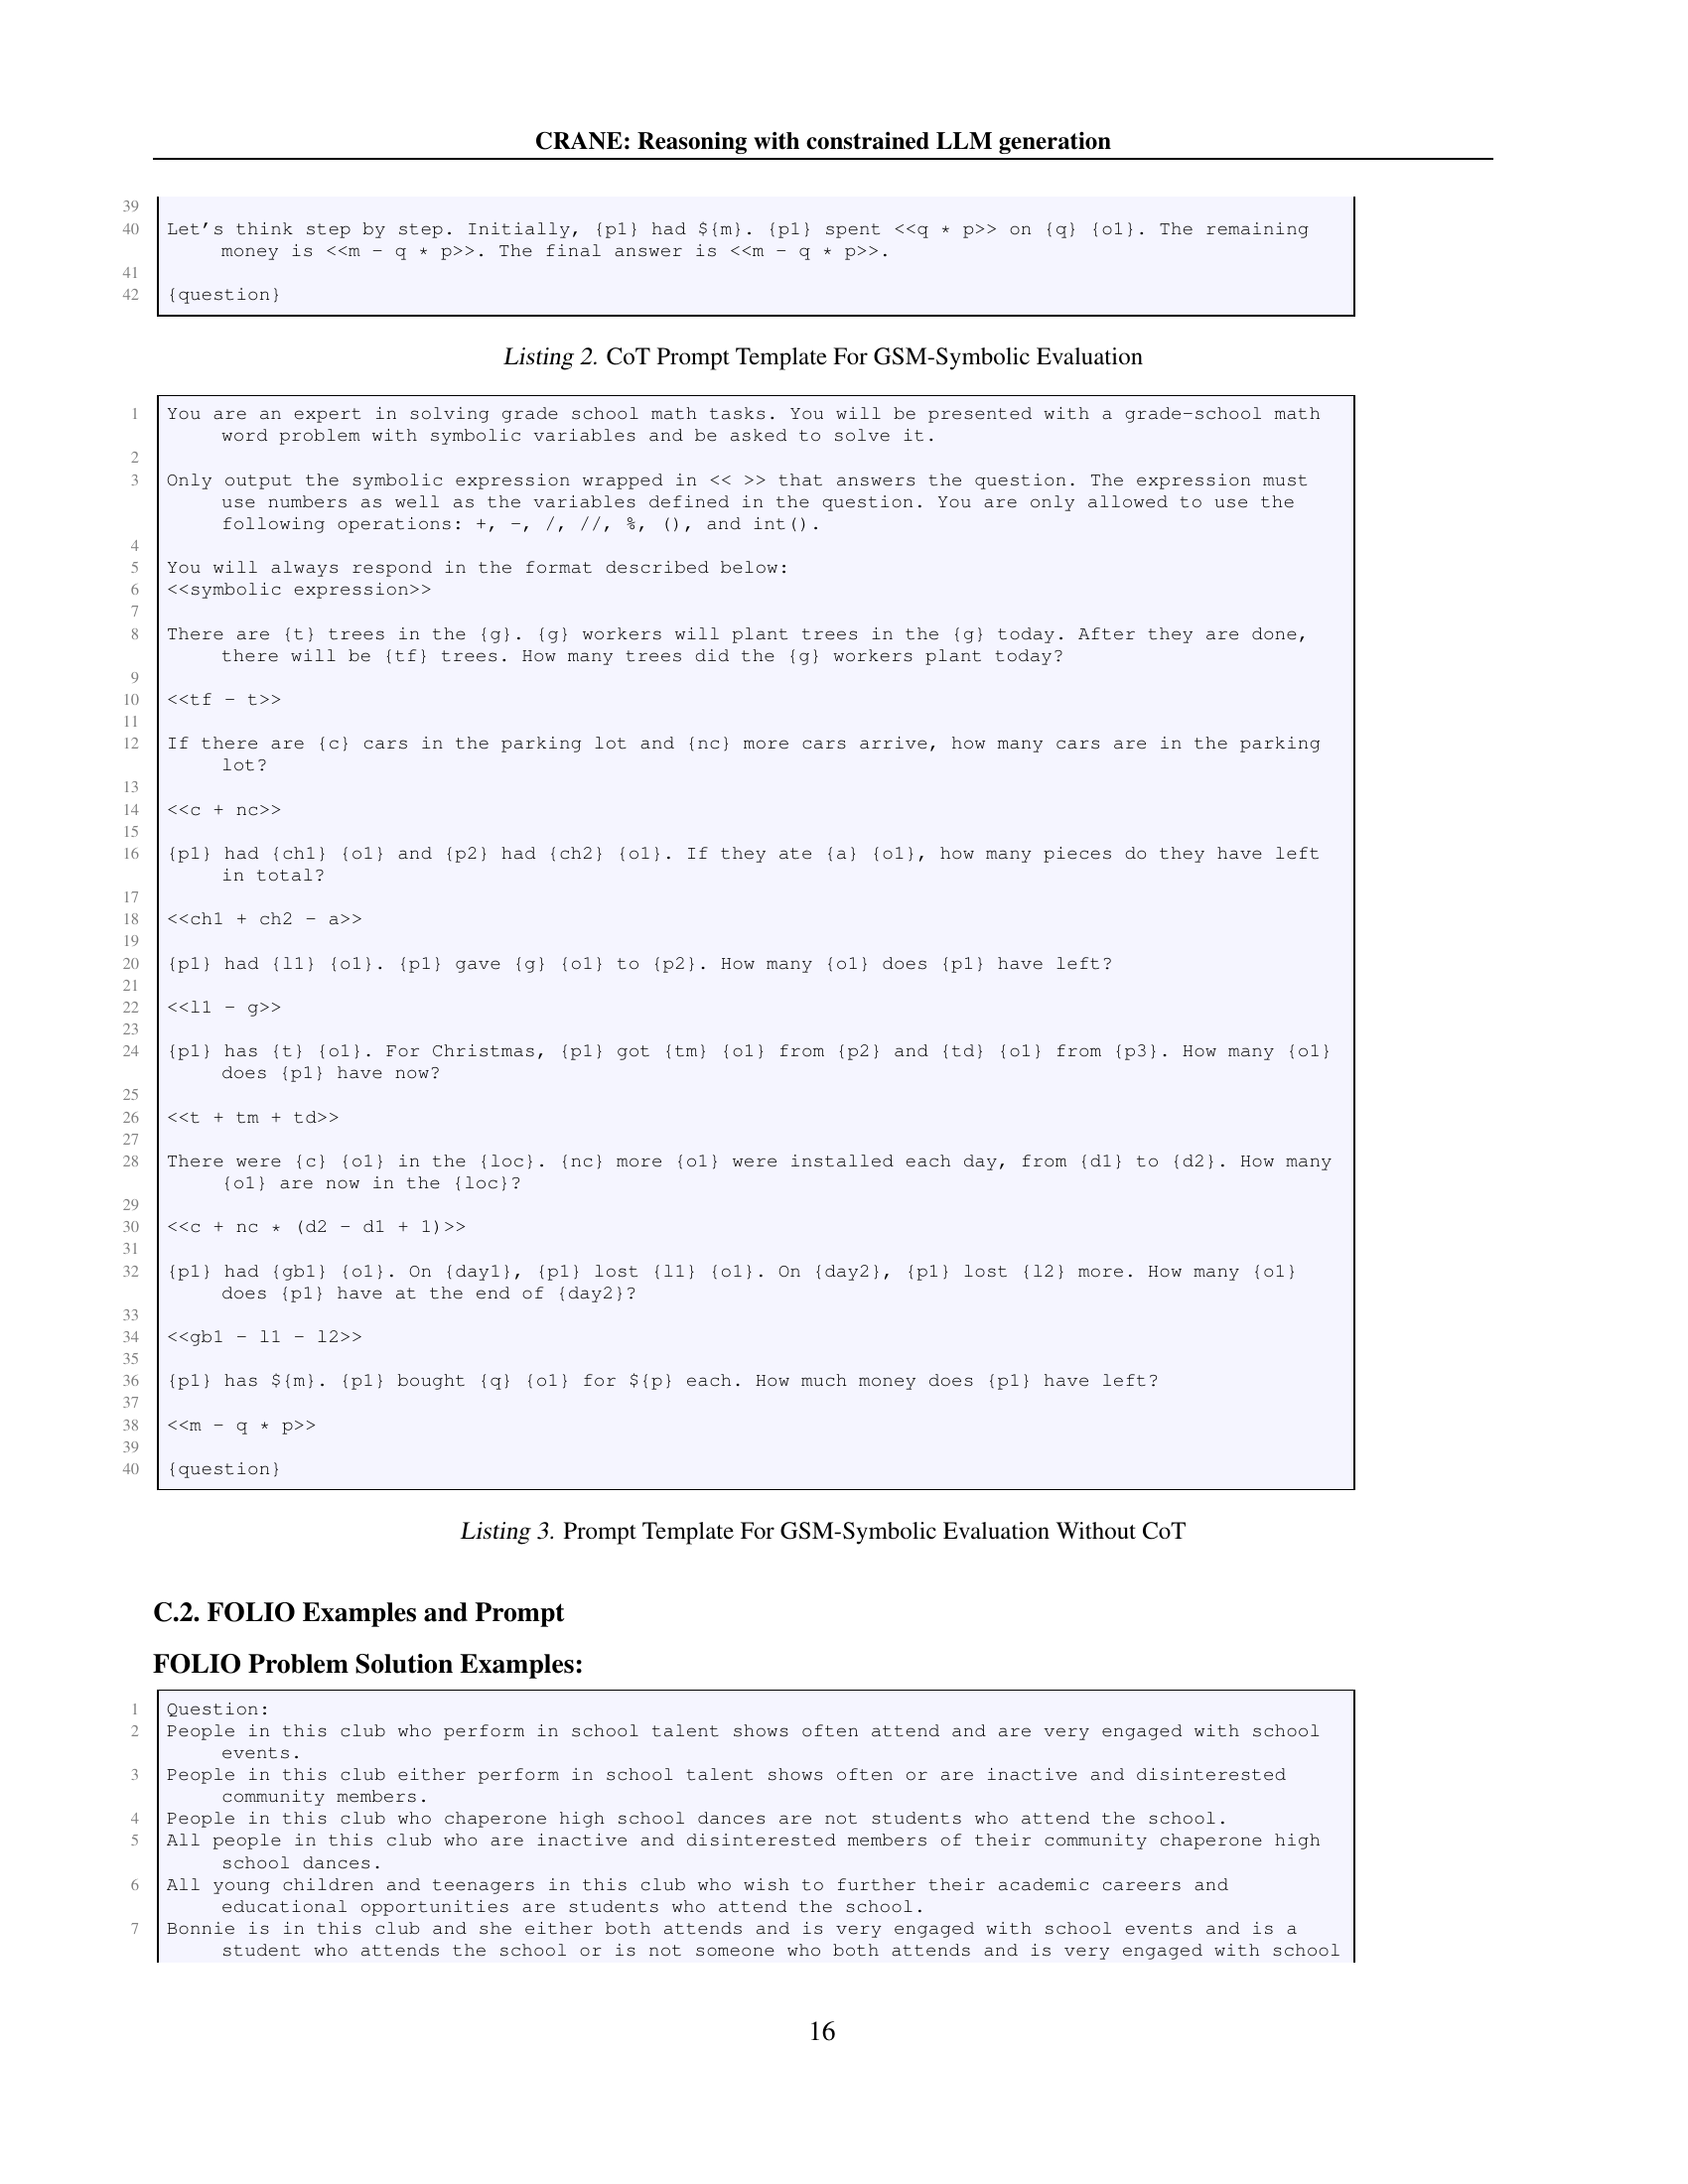 CRANE: Reasoning with constrained LLM generation
39
40 Let's think step by step. Initially, {p1} had ${m}. {p1} spent <<q * p>> on {q} {o1}. The remaining
money is <<m - q * p>>. The final answer is <<m - q * p>>.
41
42 {question}
Listing 2. CoT Prompt Template For GSM-Symbolic Evaluation
1 You are an expert in solving grade school math tasks. You will be presented with a grade-school math
word problem with symbolic variables and be asked to solve it.
2
3 Only output the symbolic expression wrapped in << >> that answers the question. The expression must
use numbers as well as the variables defined in the question. You are only allowed to use the
following operations: +, -, /, //, %, (), and int().
4
5 You will always respond in the format described below:
6 <<symbolic expression>>
7
8 There are {t} trees in the {g}. {g} workers will plant trees in the {g} today. After they are done,
there will be {tf} trees. How many trees did the {g} workers plant today?
9
10 <<tf - t>>
11
12 If there are {c} cars in the parking lot and {nc} more cars arrive, how many cars are in the parking
lot?
13
14 <<c + nc>>
15
16 {p1} had {ch1} {o1} and {p2} had {ch2} {o1}. If they ate {a} {o1}, how many pieces do they have left
in total?
17
18 <<ch1 + ch2 - a>>
19
20 {p1} had {l1} {o1}. {p1} gave {g} {o1} to {p2}. How many {o1} does {p1} have left?
21
22 <<l1 - g>>
23
24 {p1} has {t} {o1}. For Christmas, {p1} got {tm} {o1} from {p2} and {td} {o1} from {p3}. How many {o1}
does {p1} have now?
25
26 <<t + tm + td>>
27
28 There were {c} {o1} in the {loc}. {nc} more {o1} were installed each day, from {d1} to {d2}. How many
{o1} are now in the {loc}?
29
30 <<c + nc * (d2 - d1 + 1)>>
31
32 {p1} had {gb1} {o1}. On {day1}, {p1} lost {l1} {o1}. On {day2}, {p1} lost {l2} more. How many {o1}
does {p1} have at the end of {day2}?
33
34 <<gb1 - l1 - l2>>
35
36 {p1} has ${m}. {p1} bought {q} {o1} for ${p} each. How much money does {p1} have left?
37
38 <<m - q * p>>
39
40 {question}
Listing 3. Prompt Template For GSM-Symbolic Evaluation Without CoT
C.2. FOLIO Examples and Prompt
FOLIO Problem Solution Examples:
1 Question:
2 People in this club who perform in school talent shows often attend and are very engaged with school
events.
3 People in this club either perform in school talent shows often or are inactive and disinterested
community members.
4 People in this club who chaperone high school dances are not students who attend the school.
5 All people in this club who are inactive and disinterested members of their community chaperone high
school dances.
6 All young children and teenagers in this club who wish to further their academic careers and
educational opportunities are students who attend the school.
7 Bonnie is in this club and she either both attends and is very engaged with school events and is a
student who attends the school or is not someone who both attends and is very engaged with school
16